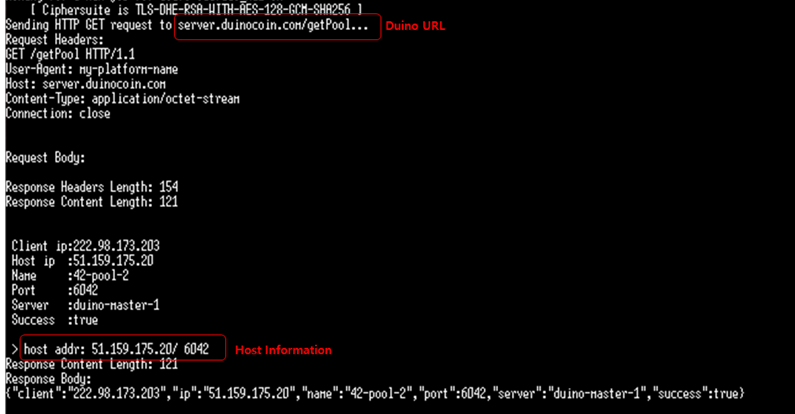 [ Ciphersuite is TLS-DHE-RSA-WITH-AES-128-GCM-SHA256 ]
Sending HTTP GET request to server.duinocoin.com/getPool... Duino URL
Request Headers:
GET /getPool HTTP/1.1
User-Agent: my-platform-name
Host: server.duinocoin.com
Content-Type: application/octet-stream
Connection: close
Request Body:
Response Headers Length: 154
Response Content Length: 121
Client ip:222.98.173.203
Host ip :51.159.175.20
Name :42-pool-2
Port :6042
Server :duino-master-1
Success :true
> host addr: 51.159.175.20/ 6042 Host Information
Response Content Length: 121
Response Body:
{"client":"222.98.173.203","ip":"51.159.175.20","name":"42-pool-2","port":6042,"server":"duino-master-1","success":true}